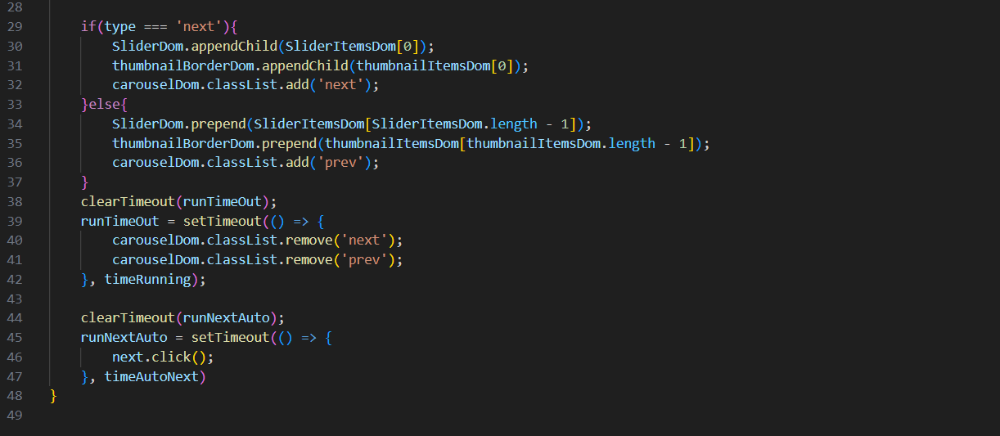 28
29 if(type === 'next'){
30 SliderDom.appendChild(SliderItemsDom[0]);
31 thumbnailBorderDom.appendChild(thumbnailItemsDom[0]);
32 carouselDom.classList.add('next');
33 }else{
34 SliderDom.prepend(SliderItemsDom[SliderItemsDom.length - 1]);
35 thumbnailBorderDom.prepend(thumbnailItemsDom[thumbnailItemsDom.length - 1]);
36 carouselDom.classList.add('prev');
37 }
38 clearTimeout(runTimeOut);
39 runTimeOut = setTimeout(() => {
40 carouselDom.classList.remove('next');
41 carouselDom.classList.remove('prev');
42 }, timeRunning);
43
44 clearTimeout(runNextAuto);
45 runNextAuto = setTimeout(() => {
46 next.click();
47 }, timeAutoNext)
48 }
49